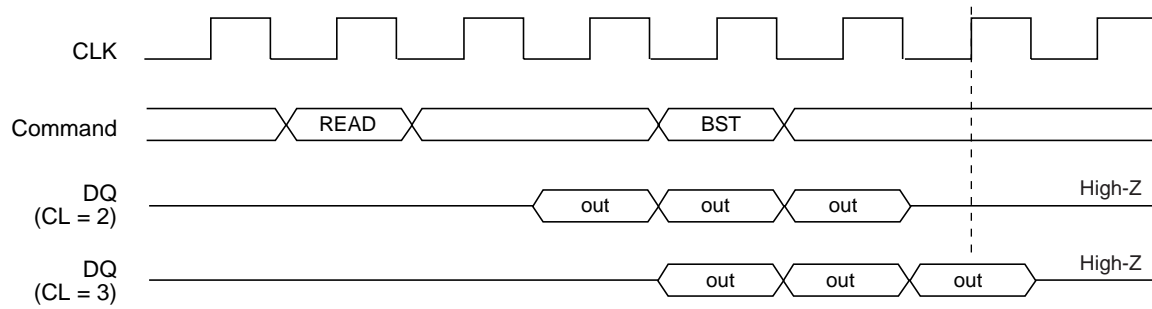 CLK
Command
READ
BST
DQ
(CL = 2)
out
out
out
High-Z
DQ
(CL = 3)
out
out
out
High-Z